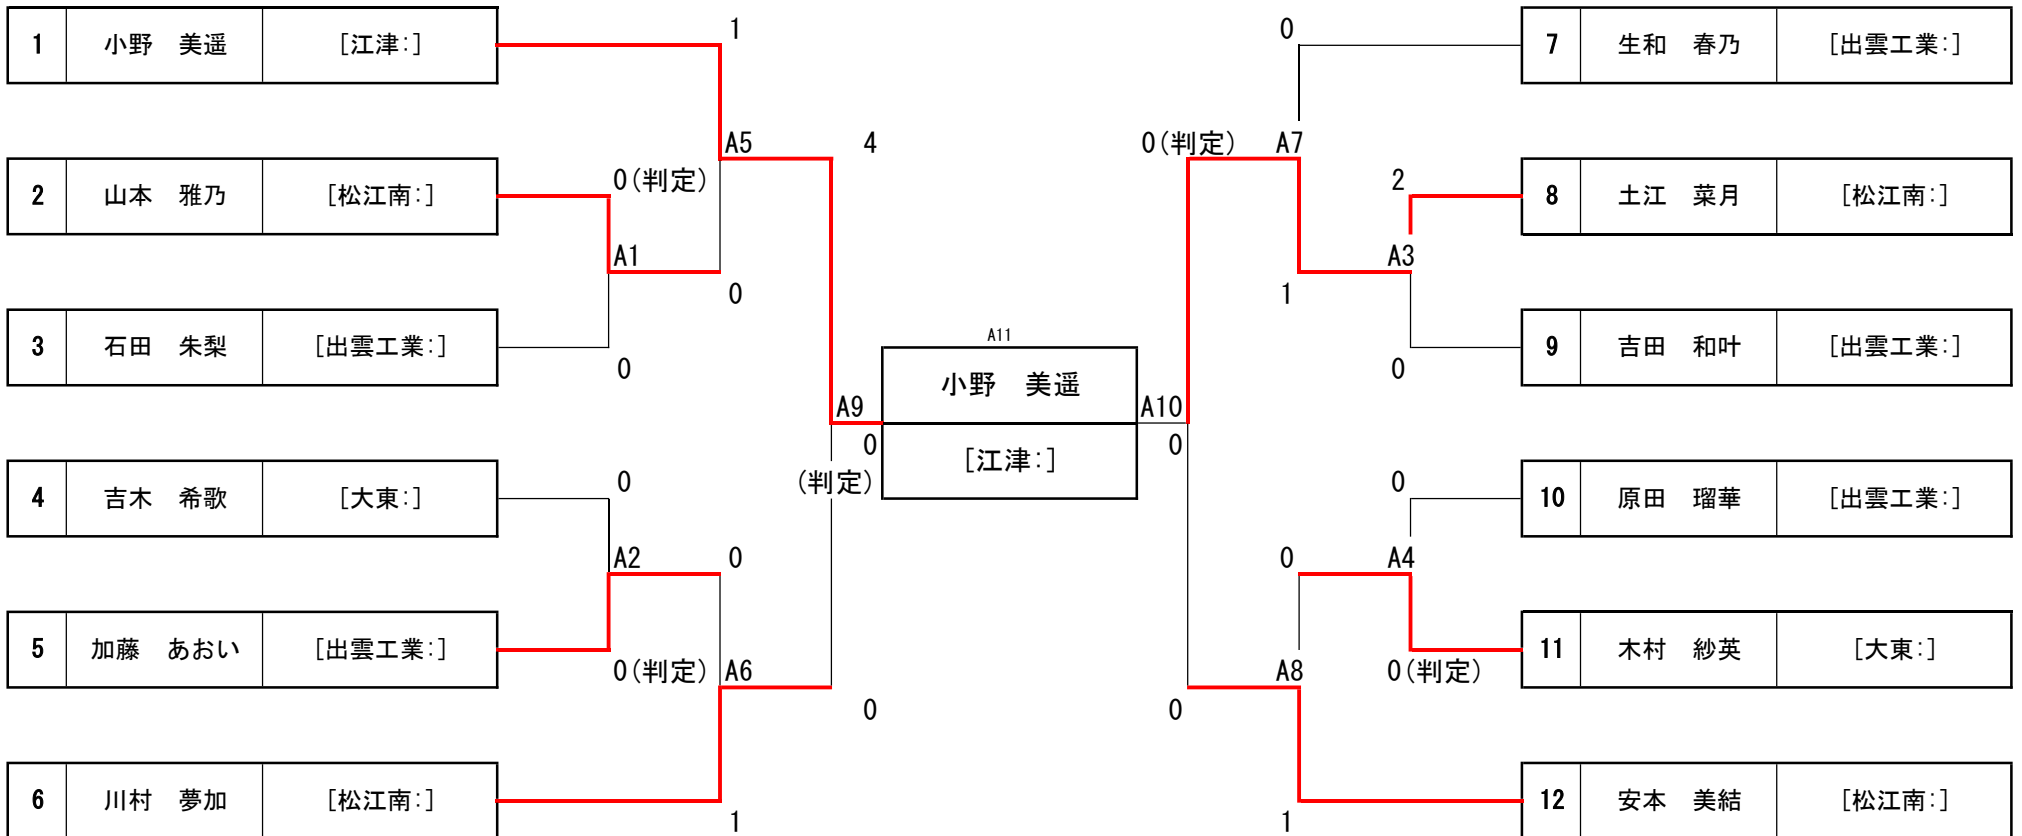 1 小野　美遥 [江津:] 1 0 7 生和　春乃 [出雲工業:]
A5 4 0(判定) A7
2 山本　雅乃 [松江南:] 0(判定) 2 8 土江　菜月 [松江南:]
A1 A3
0 1
3 石田　朱梨 [出雲工業:] 0 A11 0 9 吉田　和叶 [出雲工業:]
小野　美遥
A9 A10
0 0
[江津:]
(判定)
4 吉木　希歌 [大東:] 0 0 10 原田　瑠華 [出雲工業:]
A2 0 0 A4
5 加藤　あおい [出雲工業:] 0(判定) A6 A8 0(判定) 11 木村　紗英 [大東:]
0 0
6 川村　夢加 [松江南:] 1 1 12 安本　美結 [松江南:]